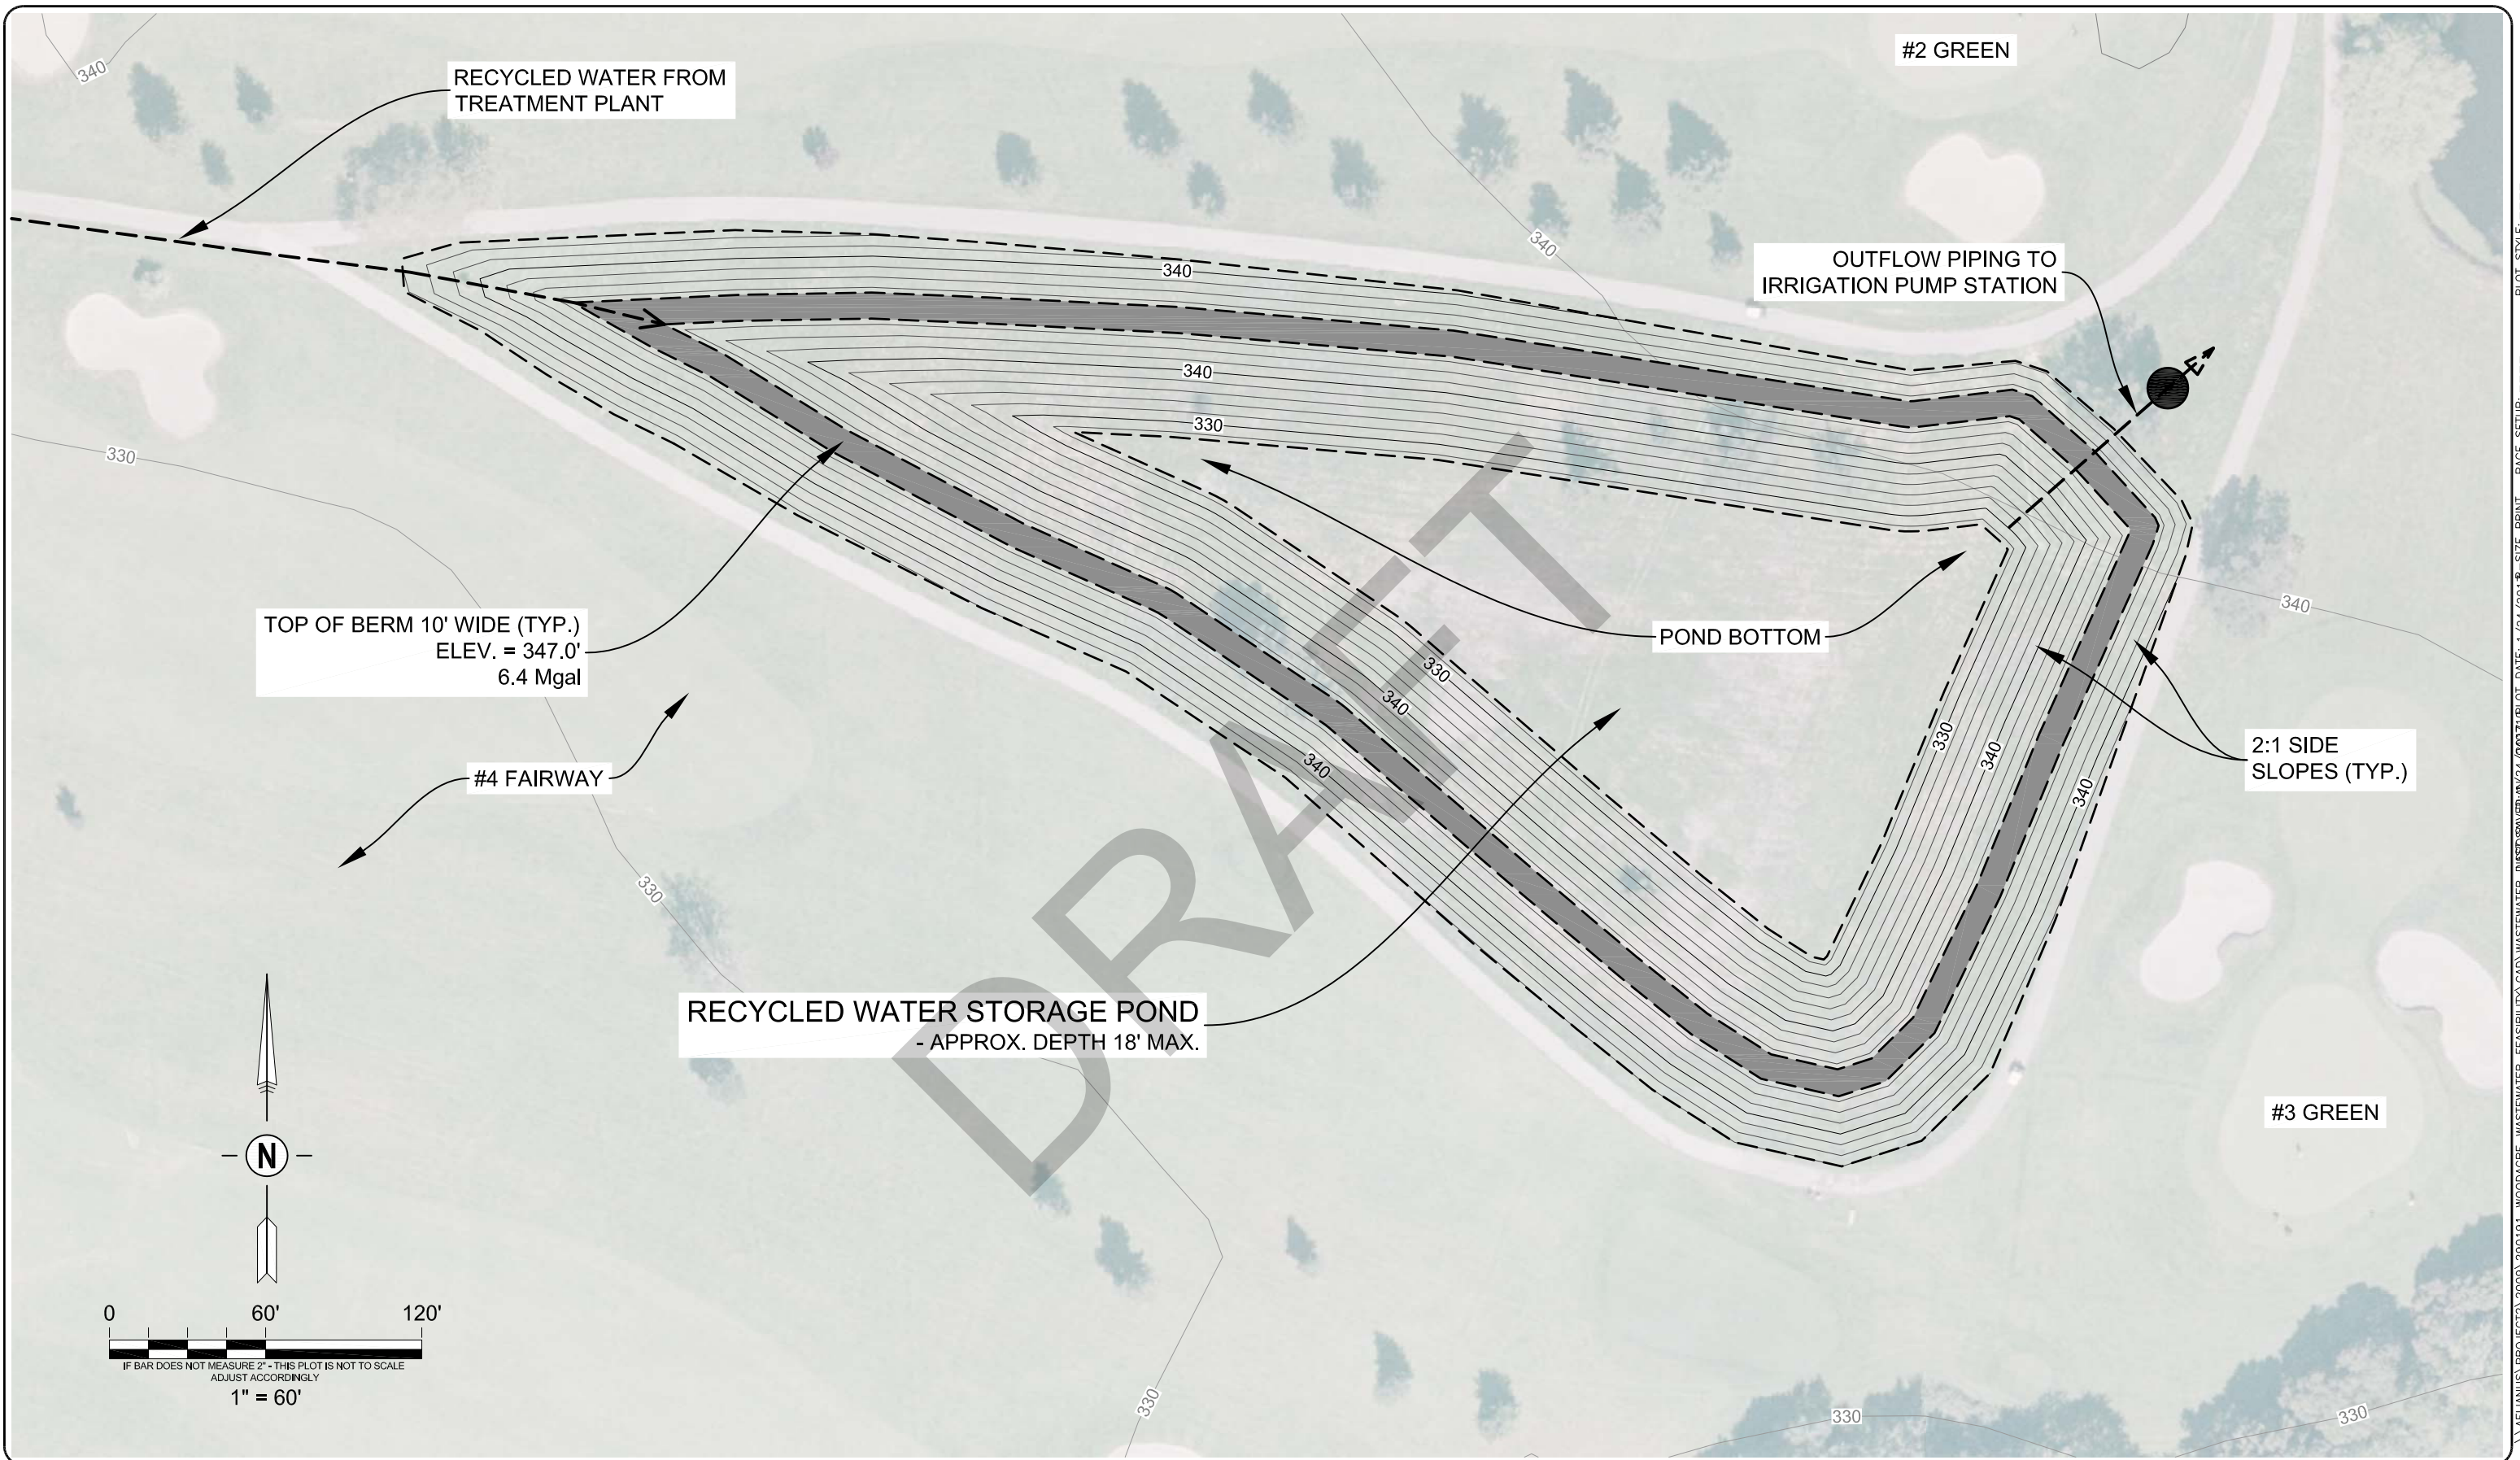 #2 GREEN
340
RECYCLED WATER FROM
TREATMENT PLANT
340
OUTFLOW PIPING TO
IRRIGATION PUMP STATION
340
E
340
330
330
340
TOP OF BERM 10' WIDE (TYP.)
ELEV. = 347.0'
6.4 Mgal
POND BOTTOM
330
340
330
340
340
340
2:1 SIDE
SLOPES (TYP.)
#4 FAIRWAY
330
DRAFT
RECYCLED WATER STORAGE POND
- APPROX. DEPTH 18' MAX.
#3 GREEN
N
0 60' 120'
IF BAR DOES NOT MEASURE 2" - THIS PLOT IS NOT TO SCALE
ADJUST ACCORDINGLY
1" = 60'
330
330
330